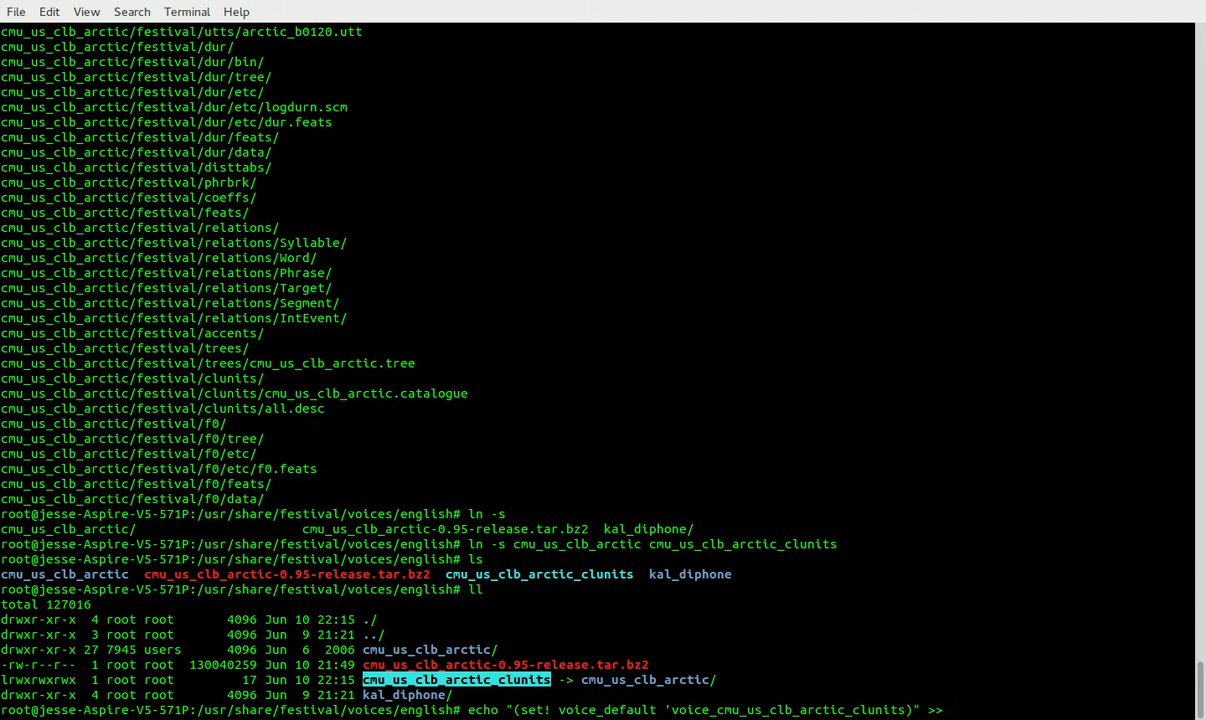 File Edit View Search Terminal Help
cmu_us_clb_arctic/festival/utts/arctic_b0120.utt
cmu_us_clb_arctic/festival/dur/
cmu_us_clb_arctic/festival/dur/bin/
cmu_us_clb_arctic/festival/dur/tree/
cmu_us_clb_arctic/festival/dur/etc/
cmu_us_clb_arctic/festival/dur/etc/logdurn.scm
cmu_us_clb_arctic/festival/dur/etc/dur.feats
cmu_us_clb_arctic/festival/dur/feats/
cmu_us_clb_arctic/festival/dur/data/
cmu_us_clb_arctic/festival/disttabs/
cmu_us_clb_arctic/festival/phrbrk/
cmu_us_clb_arctic/festival/coeffs/
cmu_us_clb_arctic/festival/feats/
cmu_us_clb_arctic/festival/relations/
cmu_us_clb_arctic/festival/relations/Syllable/
cmu_us_clb_arctic/festival/relations/Word/
cmu_us_clb_arctic/festival/relations/Phrase/
cmu_us_clb_arctic/festival/relations/Target/
cmu_us_clb_arctic/festival/relations/Segment/
cmu_us_clb_arctic/festival/relations/IntEvent/
cmu_us_clb_arctic/festival/accents/
cmu_us_clb_arctic/festival/trees/
cmu_us_clb_arctic/festival/trees/cmu_us_clb_arctic.tree
cmu_us_clb_arctic/festival/clunits/
cmu_us_clb_arctic/festival/clunits/cmu_us_clb_arctic.catalogue
cmu_us_clb_arctic/festival/clunits/all.desc
cmu_us_clb_arctic/festival/f0/
cmu_us_clb_arctic/festival/f0/tree/
cmu_us_clb_arctic/festival/f0/etc/
cmu_us_clb_arctic/festival/f0/etc/f0.feats
cmu_us_clb_arctic/festival/f0/feats/
cmu_us_clb_arctic/festival/f0/data/
root@jesse-Aspire-V5-571P:/usr/share/festival/voices/english# ln -s
cmu_us_clb_arctic/ cmu_us_clb_arctic-0.95-release.tar.bz2 kal_diphone/
root@jesse-Aspire-V5-571P:/usr/share/festival/voices/english# ln -s cmu_us_clb_arctic cmu_us_clb_arctic_clunits
root@jesse-Aspire-V5-571P:/usr/share/festival/voices/english# ls
cmu_us_clb_arctic cmu_us_clb_arctic-0.95-release.tar.bz2 cmu_us_clb_arctic_clunits kal_diphone
root@jesse-Aspire-V5-571P:/usr/share/festival/voices/english# ll
total 127016
drwxr-xr-x 4 root root 4096 Jun 10 22:15 ./
drwxr-xr-x 3 root root 4096 Jun 9 21:21 ../
drwxr-xr-x 27 7945 users 4096 Jun 6 2006 cmu_us_clb_arctic/
-rw-r--r-- 1 root root 130040259 Jun 10 21:49 cmu_us_clb_arctic-0.95-release.tar.bz2
lrwxrwxrwx 1 root root 17 Jun 10 22:15 cmu_us_clb_arctic_clunits -> cmu_us_clb_arctic/
drwxr-xr-x 4 root root 4096 Jun 9 21:21 kal_diphone/
root@jesse-Aspire-V5-571P:/usr/share/festival/voices/english# echo "(set! voice_default 'voice_cmu_us_clb_arctic_clunits)" >>